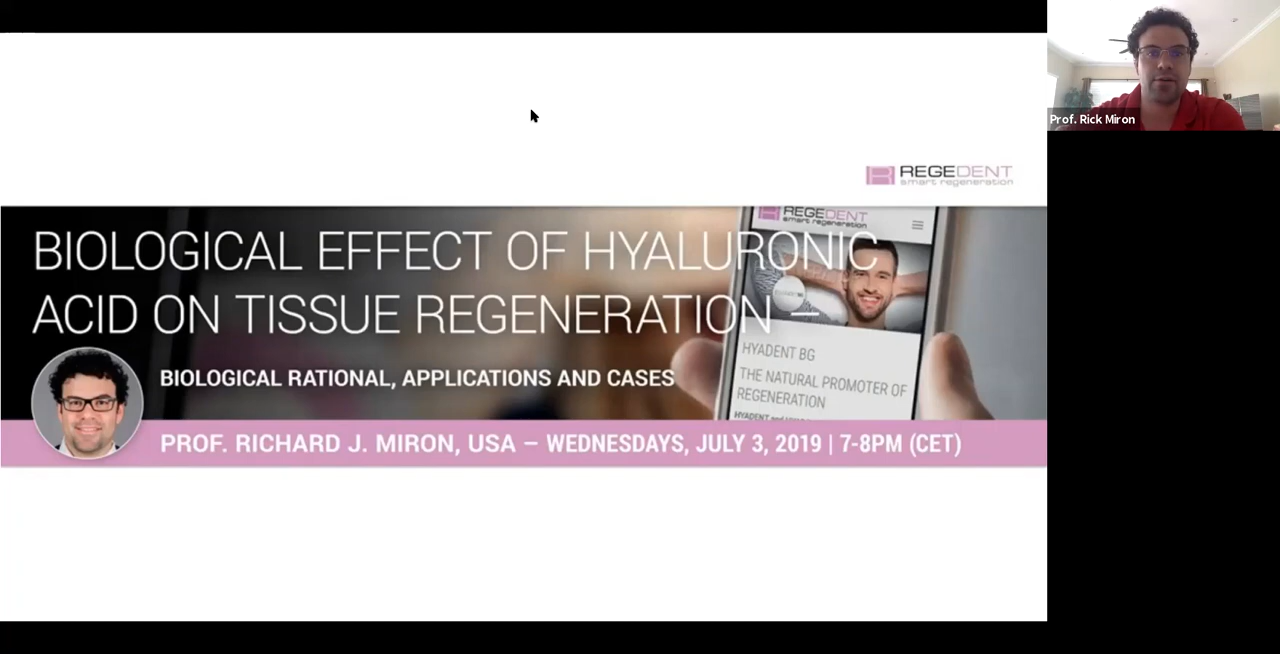 Prof. Rick Miron
REGEDENT
smart regeneration
REGEDENT
smart regeneration
BIOLOGICAL EFFECT OF HYALURONIC
ACID ON TISSUE REGENERATION –
HYADENT BG
THE NATURAL PROMOTER OF
REGENERATION
BIOLOGICAL RATIONAL, APPLICATIONS AND CASES
PROF. RICHARD J. MIRON, USA – WEDNESDAYS, JULY 3, 2019 | 7-8PM (CET)